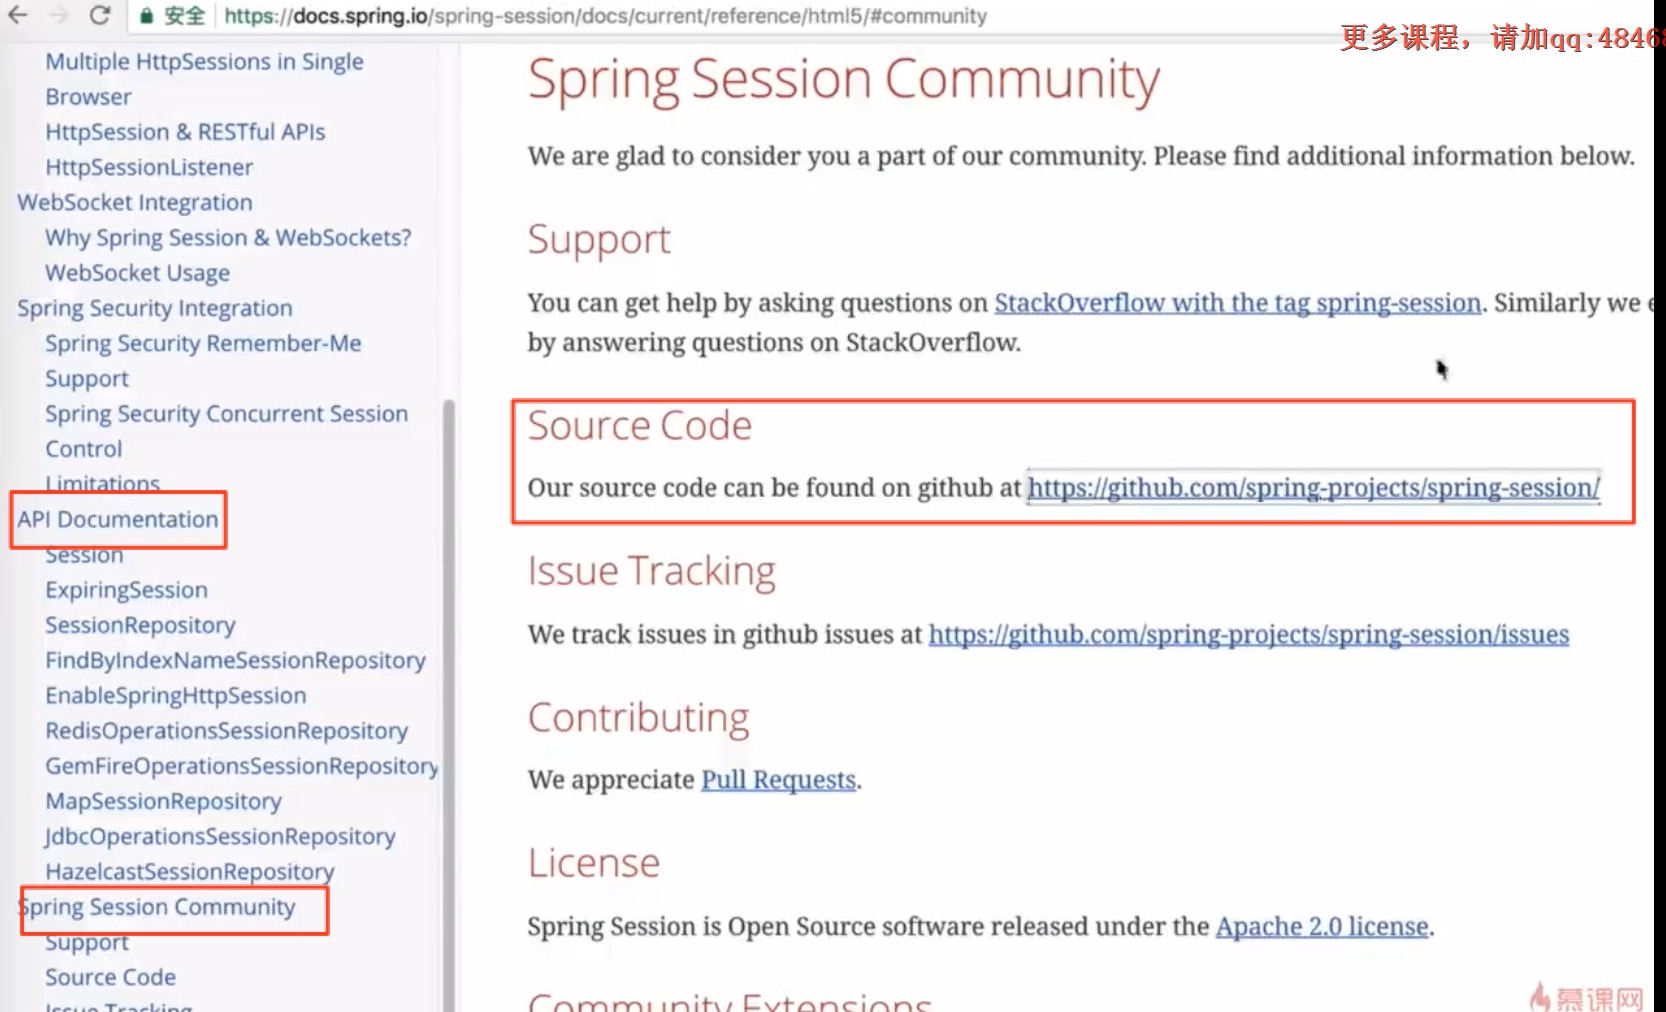 安全 https://docs.spring.io/spring-session/docs/current/reference/html5/#community
更多课程，请加qq:4846
Multiple HttpSessions in Single
Browser
HttpSession & RESTful APIs
HttpSessionListener
WebSocket Integration
Why Spring Session & WebSockets?
WebSocket Usage
Spring Security Integration
Spring Security Remember-Me
Support
Spring Security Concurrent Session
Control
Limitations
API Documentation
Session
ExpiringSession
SessionRepository
FindByIndexNameSessionRepository
EnableSpringHttpSession
RedisOperationsSessionRepository
GemFireOperationsSessionRepository
MapSessionRepository
JdbcOperationsSessionRepository
HazelcastSessionRepository
Spring Session Community
Support
Source Code
Issue Tracking
Spring Session Community
We are glad to consider you a part of our community. Please find additional information below.
Support
You can get help by asking questions on StackOverflow with the tag spring-session. Similarly we
by answering questions on StackOverflow.
Source Code
Our source code can be found on github at https://github.com/spring-projects/spring-session/
Issue Tracking
We track issues in github issues at https://github.com/spring-projects/spring-session/issues
Contributing
We appreciate Pull Requests.
License
Spring Session is Open Source software released under the Apache 2.0 license.
Community Extensions
慕课网